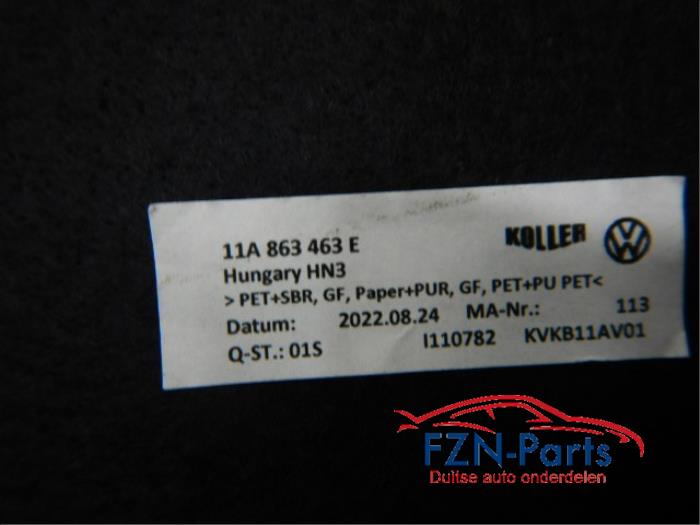 11A 863 463 E KOLLER
Hungary HN3
> PET+SBR, GF, Paper+PUR, GF, PET+PU PET<
Datum: 2022.08.24 MA-Nr.: 113
Q-ST.: 01S I110782 KVKB11AV01
FZN-Parts
Duitse auto onderdelen